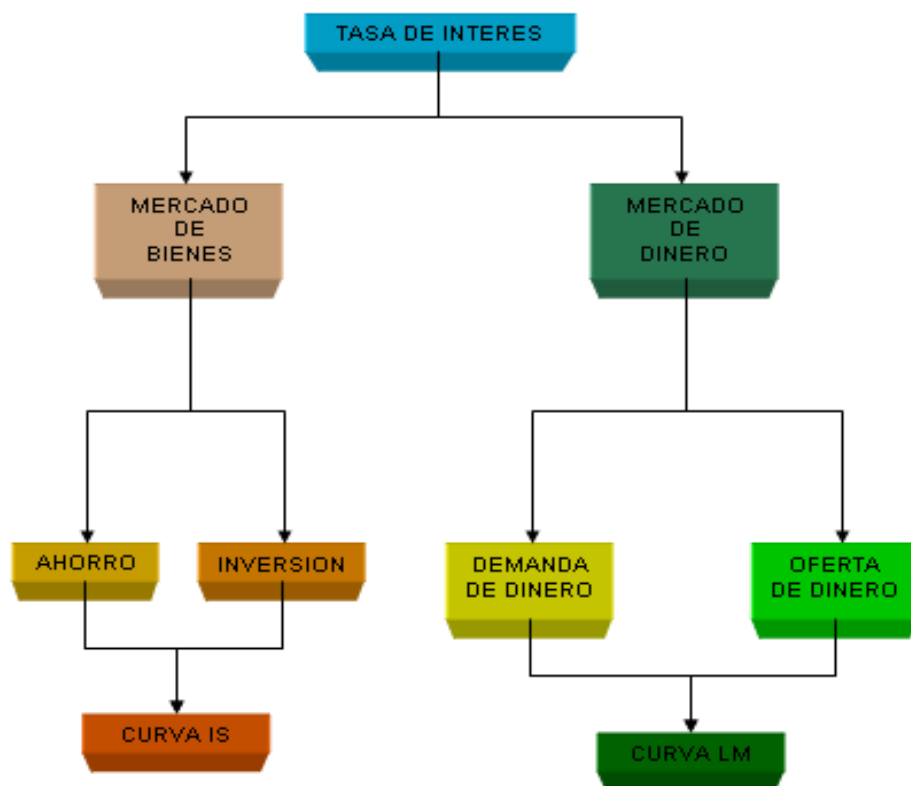 TASA DE INTERES
MERCADO
DE
BIENES
MERCADO
DE
DINERO
AHORRO
INVERSION
DEMANDA
DE DINERO
OFERTA
DE DINERO
CURVA IS
CURVA LM